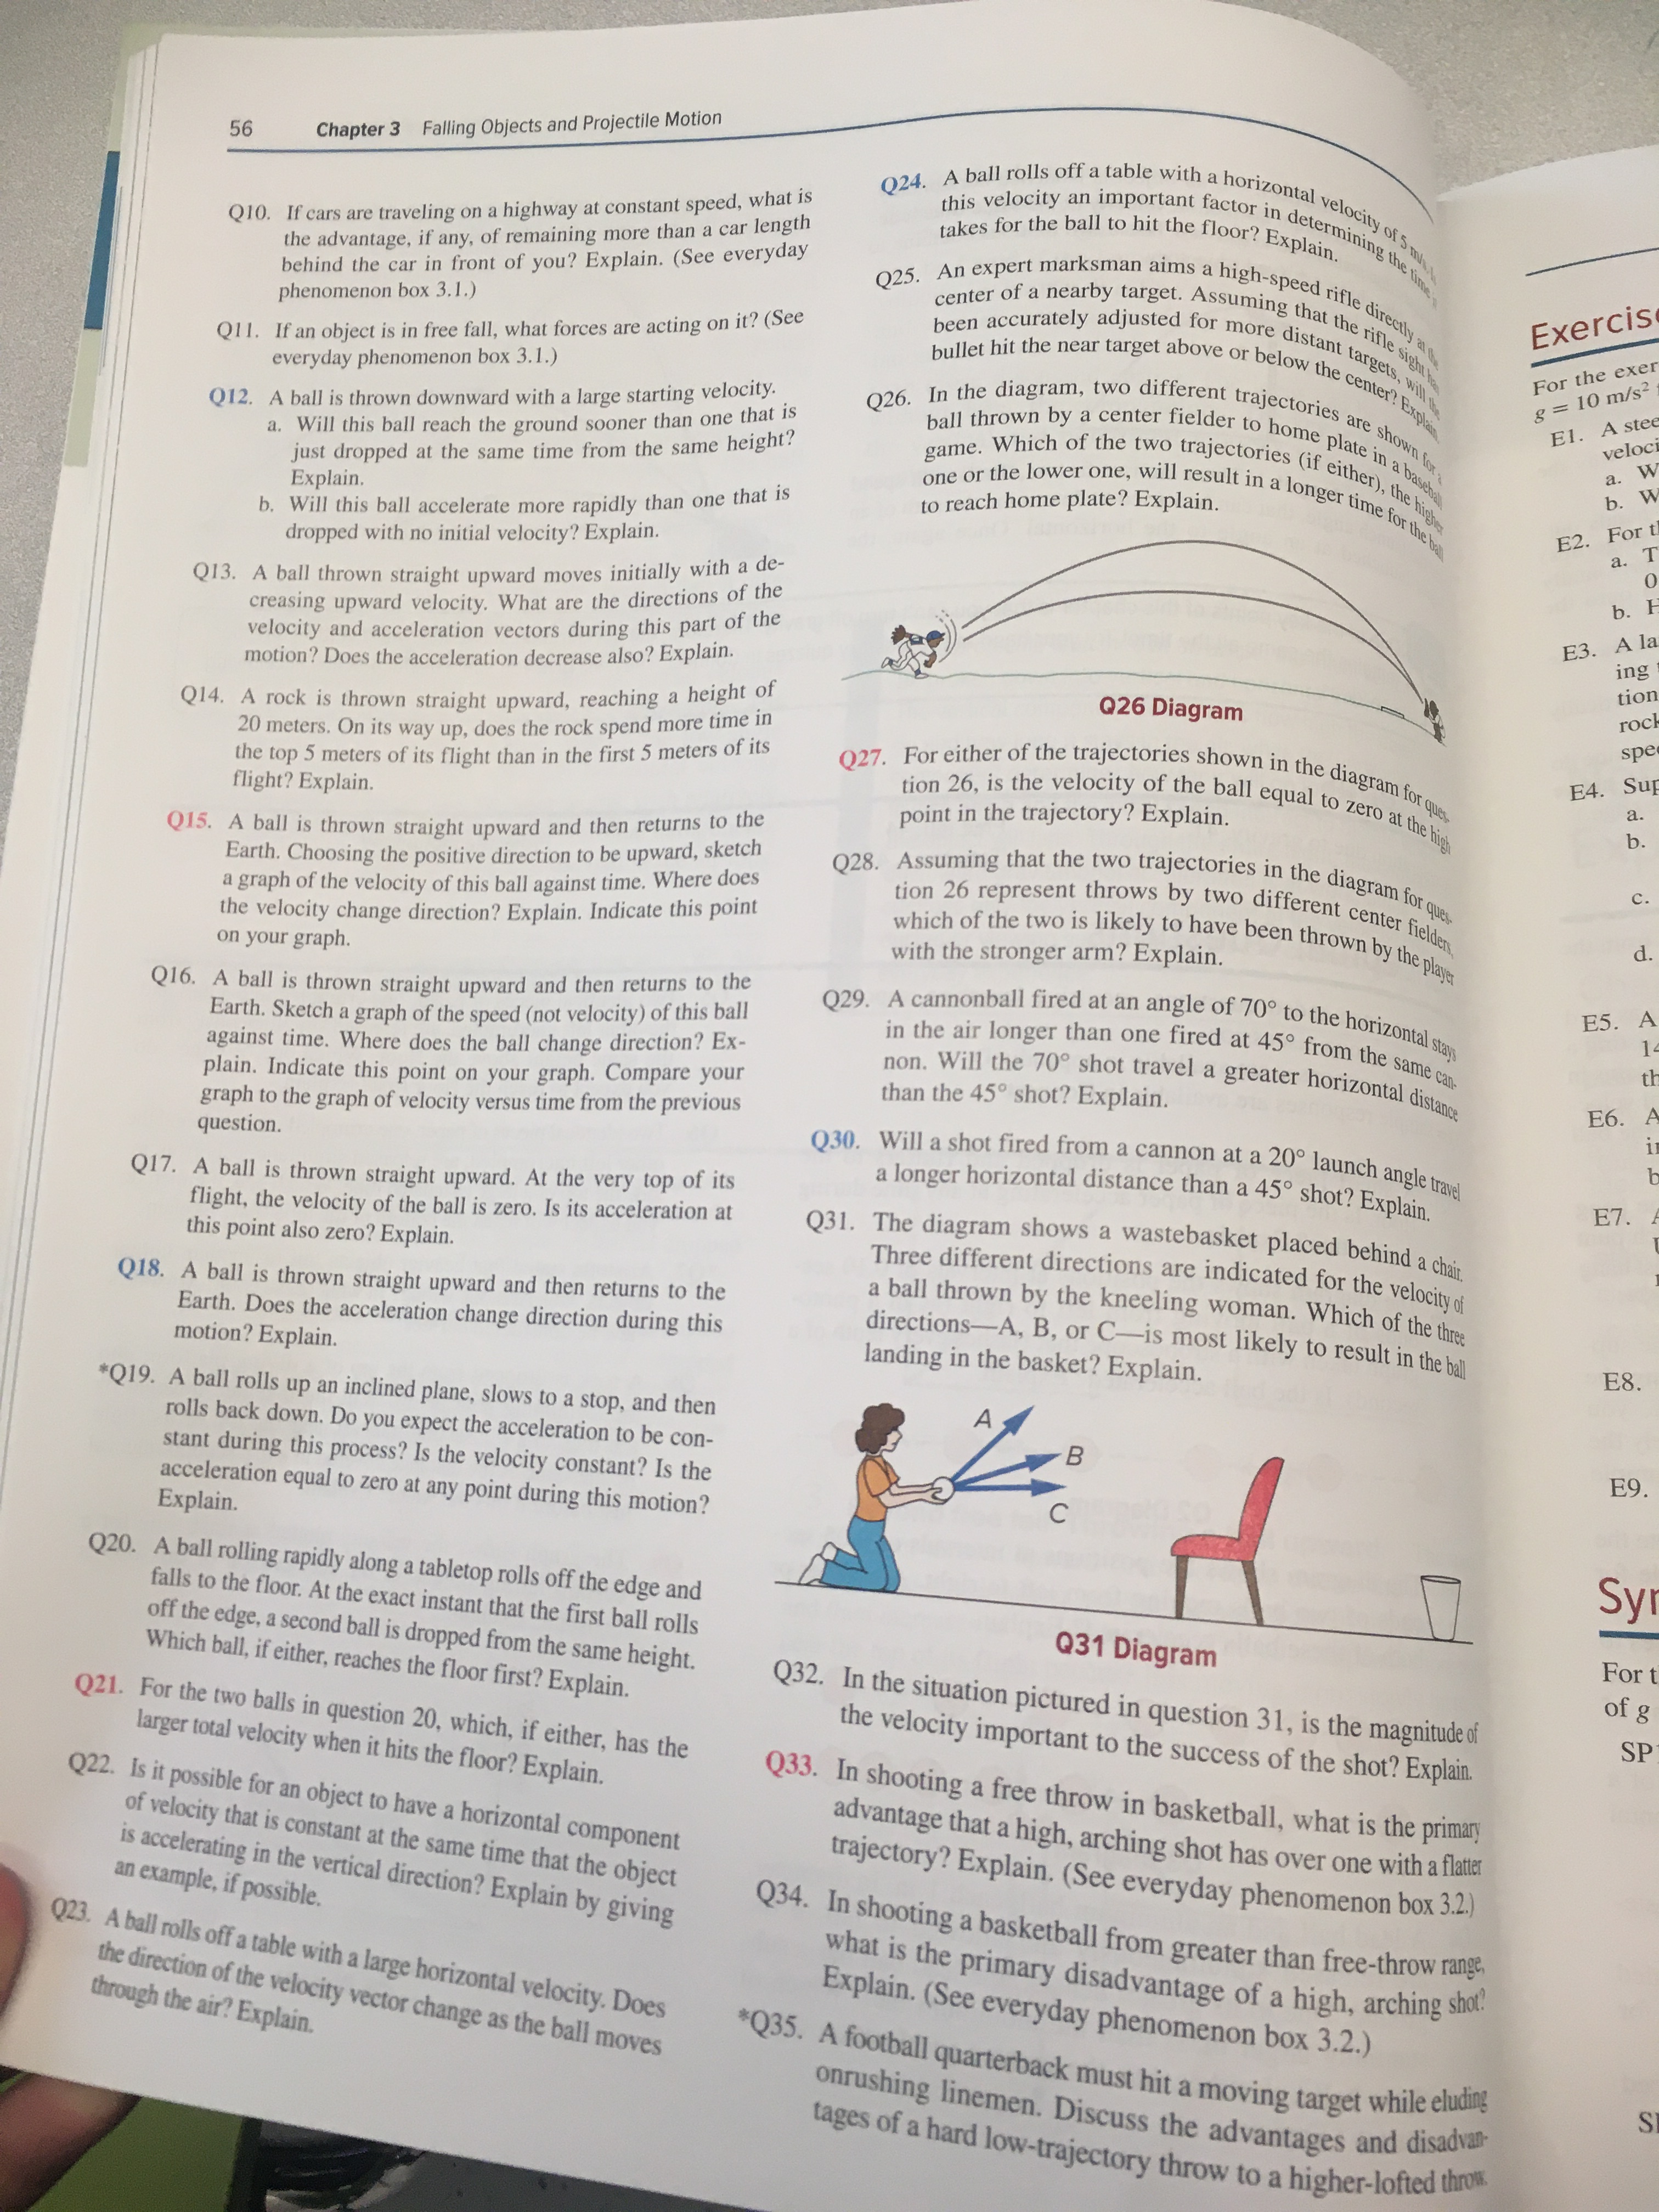 56 Chapter 3 Falling Objects and Projectile Motion
Q10. If cars are traveling on a highway at constant speed, what is
the advantage, if any, of remaining more than a car length
behind the car in front of you? Explain. (See everyday
phenomenon box 3.1.)
Q11. If an object is in free fall, what forces are acting on it? (See
everyday phenomenon box 3.1.)
Q12. A ball is thrown downward with a large starting velocity.
a. Will this ball reach the ground sooner than one that is
just dropped at the same time from the same height?
Explain.
b. Will this ball accelerate more rapidly than one that is
dropped with no initial velocity? Explain.
Q13. A ball thrown straight upward moves initially with a de-
creasing upward velocity. What are the directions of the
velocity and acceleration vectors during this part of the
motion? Does the acceleration decrease also? Explain.
Q14. A rock is thrown straight upward, reaching a height of
20 meters. On its way up, does the rock spend more time in
the top 5 meters of its flight than in the first 5 meters of its
flight? Explain.
Q15. A ball is thrown straight upward and then returns to the
Earth. Choosing the positive direction to be upward, sketch
a graph of the velocity of this ball against time. Where does
the velocity change direction? Explain. Indicate this point
on your graph.
Q16. A ball is thrown straight upward and then returns to the
Earth. Sketch a graph of the speed (not velocity) of this ball
against time. Where does the ball change direction? Ex-
plain. Indicate this point on your graph. Compare your
graph to the graph of velocity versus time from the previous
question.
Q17. A ball is thrown straight upward. At the very top of its
flight, the velocity of the ball is zero. Is its acceleration at
this point also zero? Explain.
Q18. A ball is thrown straight upward and then returns to the
Earth. Does the acceleration change direction during this
motion? Explain.
*Q19. A ball rolls up an inclined plane, slows to a stop, and then
rolls back down. Do you expect the acceleration to be con-
stant during this process? Is the velocity constant? Is the
acceleration equal to zero at any point during this motion?
Explain.
Q20. A ball rolling rapidly along a tabletop rolls off the edge and
falls to the floor. At the exact instant that the first ball rolls
off the edge, a second ball is dropped from the same height.
Which ball, if either, reaches the floor first? Explain.
Q21. For the two balls in question 20, which, if either, has the
larger total velocity when it hits the floor? Explain.
Q22. Is it possible for an object to have a horizontal component
of velocity that is constant at the same time that the object
is accelerating in the vertical direction? Explain by giving
an example, if possible.
Q23. A ball rolls off a table with a large horizontal velocity. Does
the direction of the velocity vector change as the ball moves
through the air? Explain.
Q24. A ball rolls off a table with a horizontal velocity of 5 m/s.
this velocity an important factor in determining the time
takes for the ball to hit the floor? Explain.
Q25. An expert marksman aims a high-speed rifle directly at the
center of a nearby target. Assuming that the rifle sight has
been accurately adjusted for more distant targets, will the
bullet hit the near target above or below the center? Explain.
Q26. In the diagram, two different trajectories are shown for a
ball thrown by a center fielder to home plate in a baseball
game. Which of the two trajectories (if either), the higher
one or the lower one, will result in a longer time for the ball
to reach home plate? Explain.
Q26 Diagram
Q27. For either of the trajectories shown in the diagram for ques-
tion 26, is the velocity of the ball equal to zero at the high
point in the trajectory? Explain.
Q28. Assuming that the two trajectories in the diagram for ques-
tion 26 represent throws by two different center fielders,
which of the two is likely to have been thrown by the player
with the stronger arm? Explain.
Q29. A cannonball fired at an angle of 70° to the horizontal stays
in the air longer than one fired at 45° from the same can-
non. Will the 70° shot travel a greater horizontal distance
than the 45° shot? Explain.
Q30. Will a shot fired from a cannon at a 20° launch angle travel
a longer horizontal distance than a 45° shot? Explain.
Q31. The diagram shows a wastebasket placed behind a chair.
Three different directions are indicated for the velocity of
a ball thrown by the kneeling woman. Which of the three
directions—A, B, or C—is most likely to result in the ball
landing in the basket? Explain.
A
B
C
Q31 Diagram
Q32. In the situation pictured in question 31, is the magnitude of
the velocity important to the success of the shot? Explain.
Q33. In shooting a free throw in basketball, what is the primary
advantage that a high, arching shot has over one with a flatter
trajectory? Explain. (See everyday phenomenon box 3.2.)
Q34. In shooting a basketball from greater than free-throw range,
what is the primary disadvantage of a high, arching shot?
Explain. (See everyday phenomenon box 3.2.)
*Q35. A football quarterback must hit a moving target while eluding
onrushing linemen. Discuss the advantages and disadvan-
tages of a hard low-trajectory throw to a higher-lofted throw.
For the exer
g = 10 m/s²
E1. A stee
veloci
a. W
b. W
E2. For t
a. T
0
b. H
E3. A la
ing
tion
rock
spe
E4. Sup
a.
b.
c.
d.
E5. A
14
th
E6. A
b
E7.
E8.
E9.
For t
of g